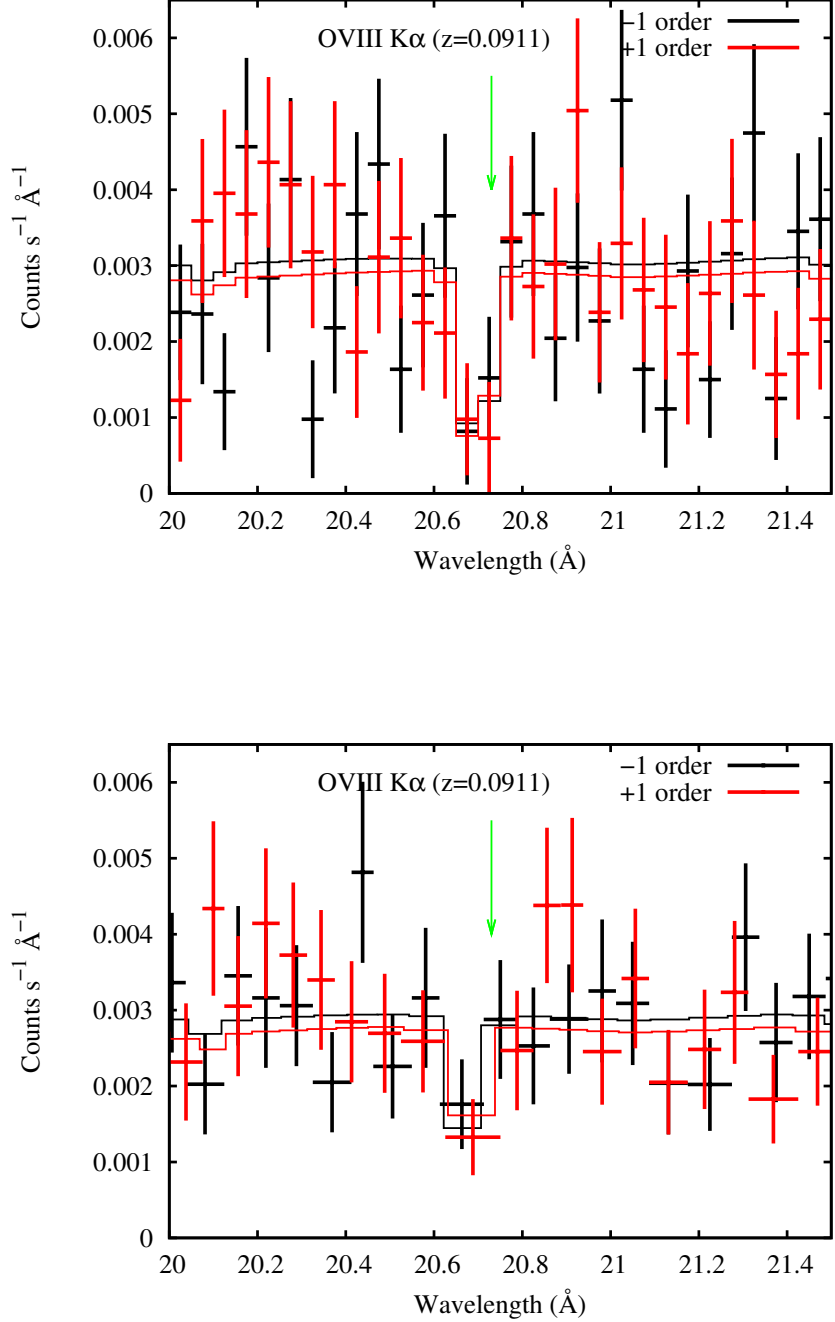 0.006
0.005
0.004
0.003
0.002
0.001
0
Counts s⁻¹ Å⁻¹
OVIII Kα (z=0.0911)
−1 order
+1 order
20 20.2 20.4 20.6 20.8 21 21.2 21.4
Wavelength (Å)
0.006
0.005
0.004
0.003
0.002
0.001
0
Counts s⁻¹ Å⁻¹
OVIII Kα (z=0.0911)
−1 order
+1 order
20 20.2 20.4 20.6 20.8 21 21.2 21.4
Wavelength (Å)